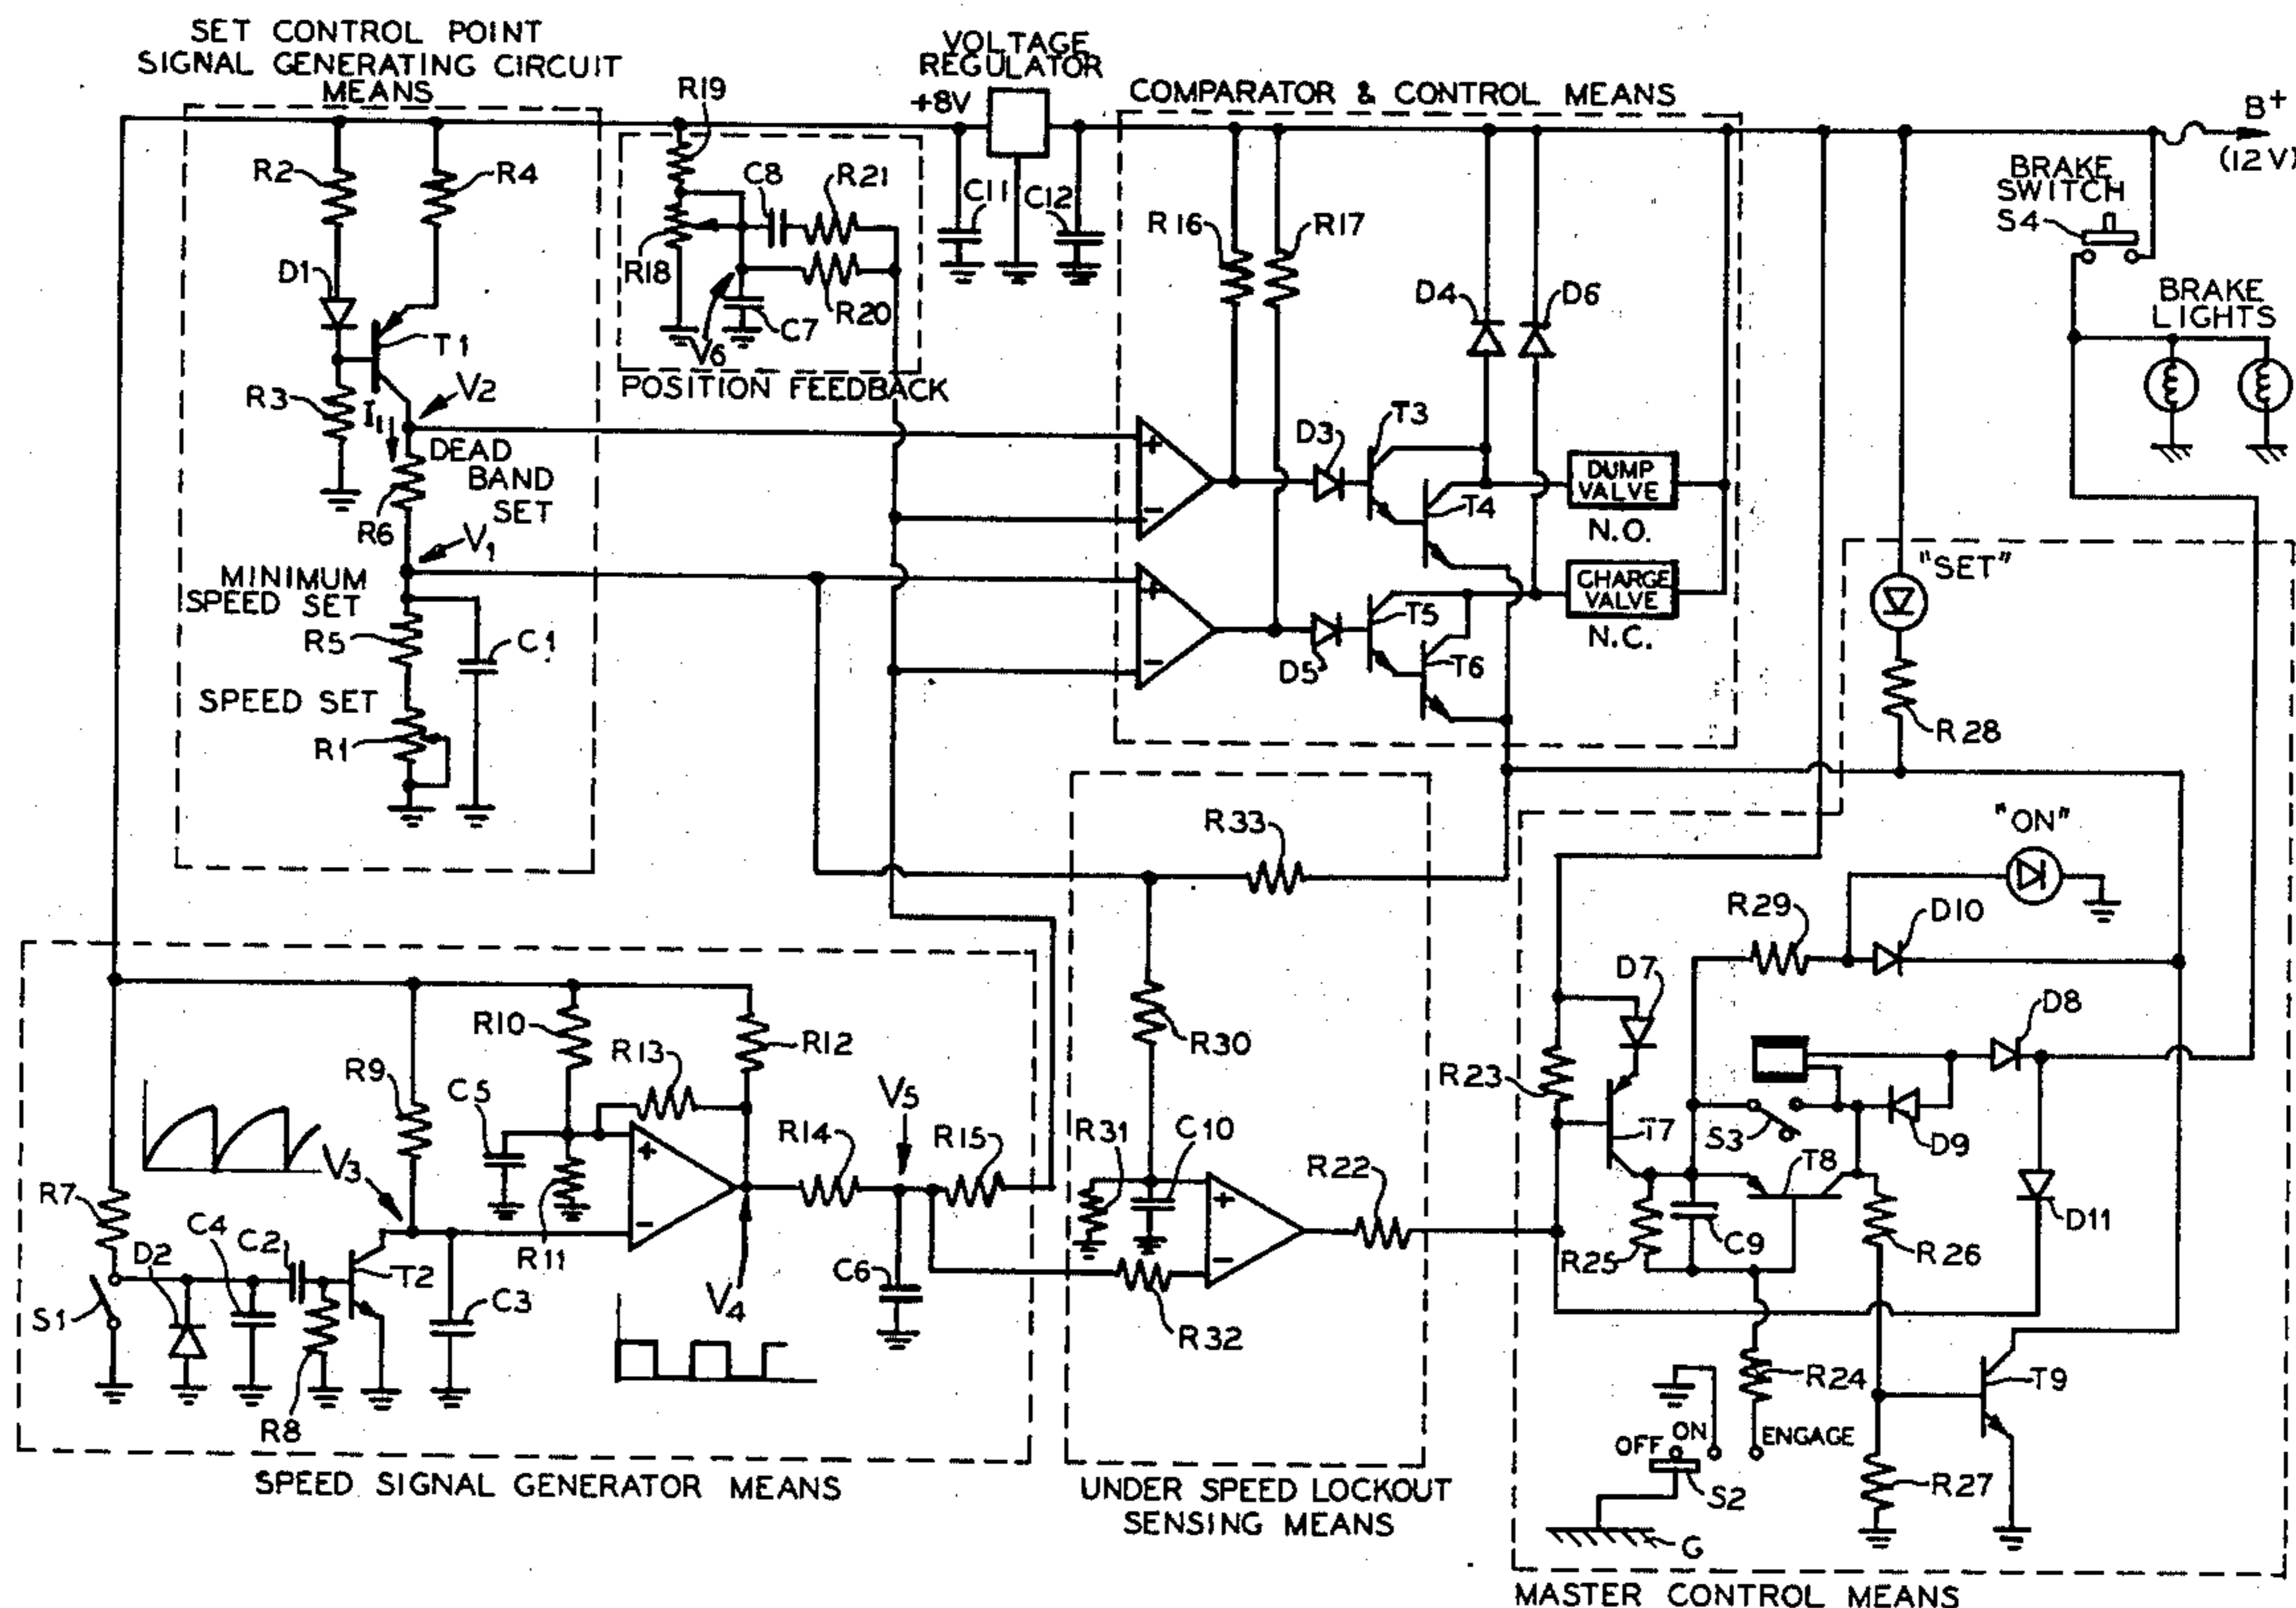 SET CONTROL POINT
SIGNAL GENERATING CIRCUIT
MEANS
R19
VOLTAGE
REGULATOR
+8V
COMPARATOR & CONTROL MEANS
B+
(12V)
R2
R4
C8
R21
C11
C12
R16
R17
BRAKE
SWITCH
S4
D1
R18
R20
C7
V6
D4
D6
BRAKE
LIGHTS
T1
R3
I1
V2
POSITION FEEDBACK
DEAD
BAND
SET
R6
V1
+
-
D3
T3
T4
DUMP
VALVE
N.O.
"SET"
MINIMUM
SPEED SET
R5
C1
+
-
D5
T5
T6
CHARGE
VALVE
N.C.
SPEED SET
R1
R28
R33
"ON"
R29
D10
D7
D8
R10
R13
R12
R30
R23
R9
C5
V5
R14
R15
R31
C10
R22
T7
S3
D9
V3
+
-
R11
R7
T8
D11
R25
C9
R26
D2
C4
C2
T2
C3
V4
C6
+
-
R32
S1
R8
R24
T9
OFF
ON
ENGAGE
S2
R27
G
SPEED SIGNAL GENERATOR MEANS
UNDER SPEED LOCKOUT
SENSING MEANS
MASTER CONTROL MEANS